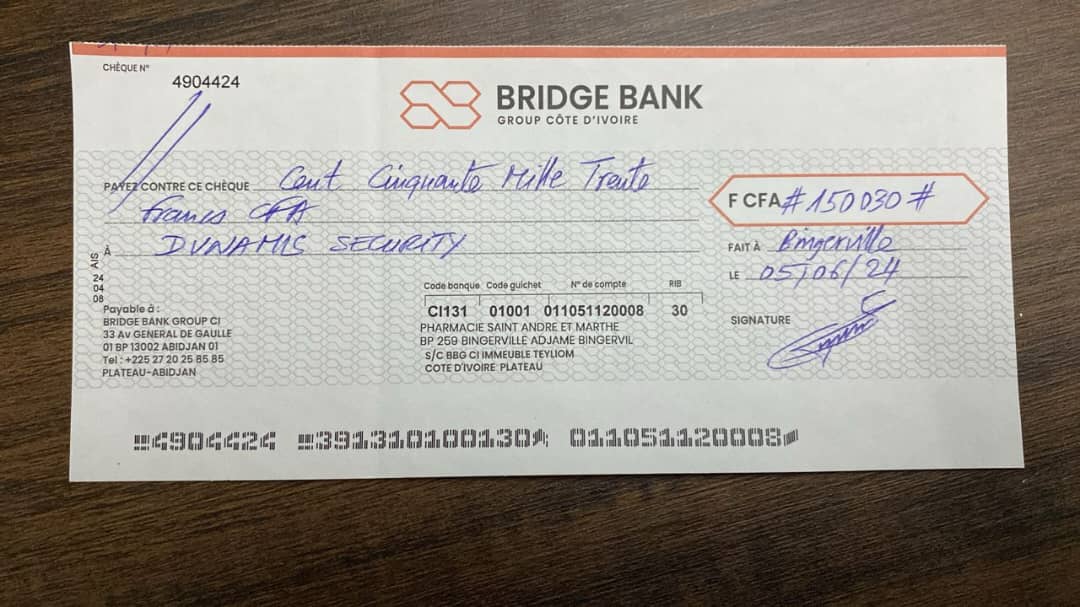 CHÈQUE N°
4904424
BRIDGE BANK
GROUP CÔTE D'IVOIRE
PAYEZ CONTRE CE CHÈQUE Cent Cinquante Mille Trente
Francs CFA
F CFA # 150030 #
À DYNAMIC SECURITY
FAIT À Bingerville
LE 05/06/24
AIS
24
04
08
Payable à :
BRIDGE BANK GROUP CI
33 Av GENERAL DE GAULLE
01 BP 13002 ABIDJAN 01
Tel : +225 27 20 25 85 85
PLATEAU-ABIDJAN
Code banque Code guichet N° de compte RIB
CI131 01001 011051120008 30
PHARMACIE SAINT ANDRE ET MARTHE
BP 259 BINGERVILLE ADJAME BINGERVIL
S/C BBG CI IMMEUBLE TEYLIOM
COTE D'IVOIRE PLATEAU
SIGNATURE
4904424 391310100130 011051120008